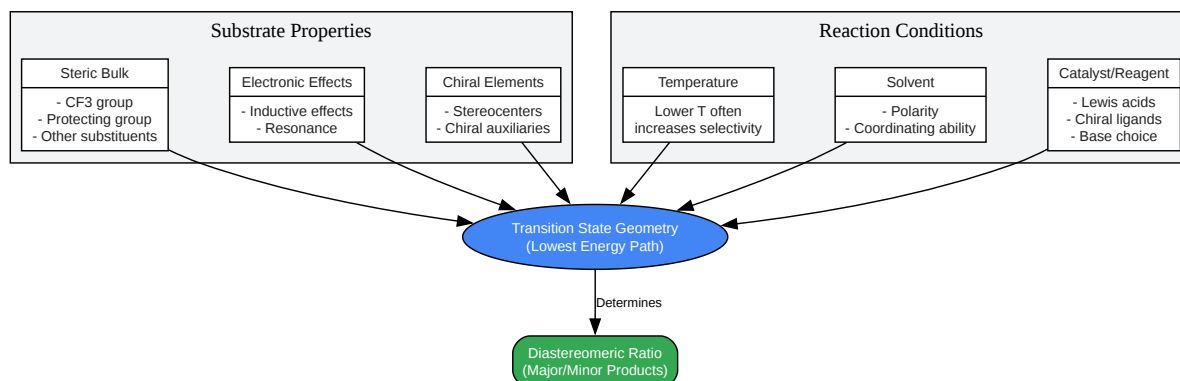 Substrate Properties
Steric Bulk
- CF3 group
- Protecting group
- Other substituents
Electronic Effects
- Inductive effects
- Resonance
Chiral Elements
- Stereocenters
- Chiral auxiliaries
Reaction Conditions
Temperature
Lower T often
increases selectivity
Solvent
- Polarity
- Coordinating ability
Catalyst/Reagent
- Lewis acids
- Chiral ligands
- Base choice
Transition State Geometry
(Lowest Energy Path)
Determines
Diastereomeric Ratio
(Major/Minor Products)